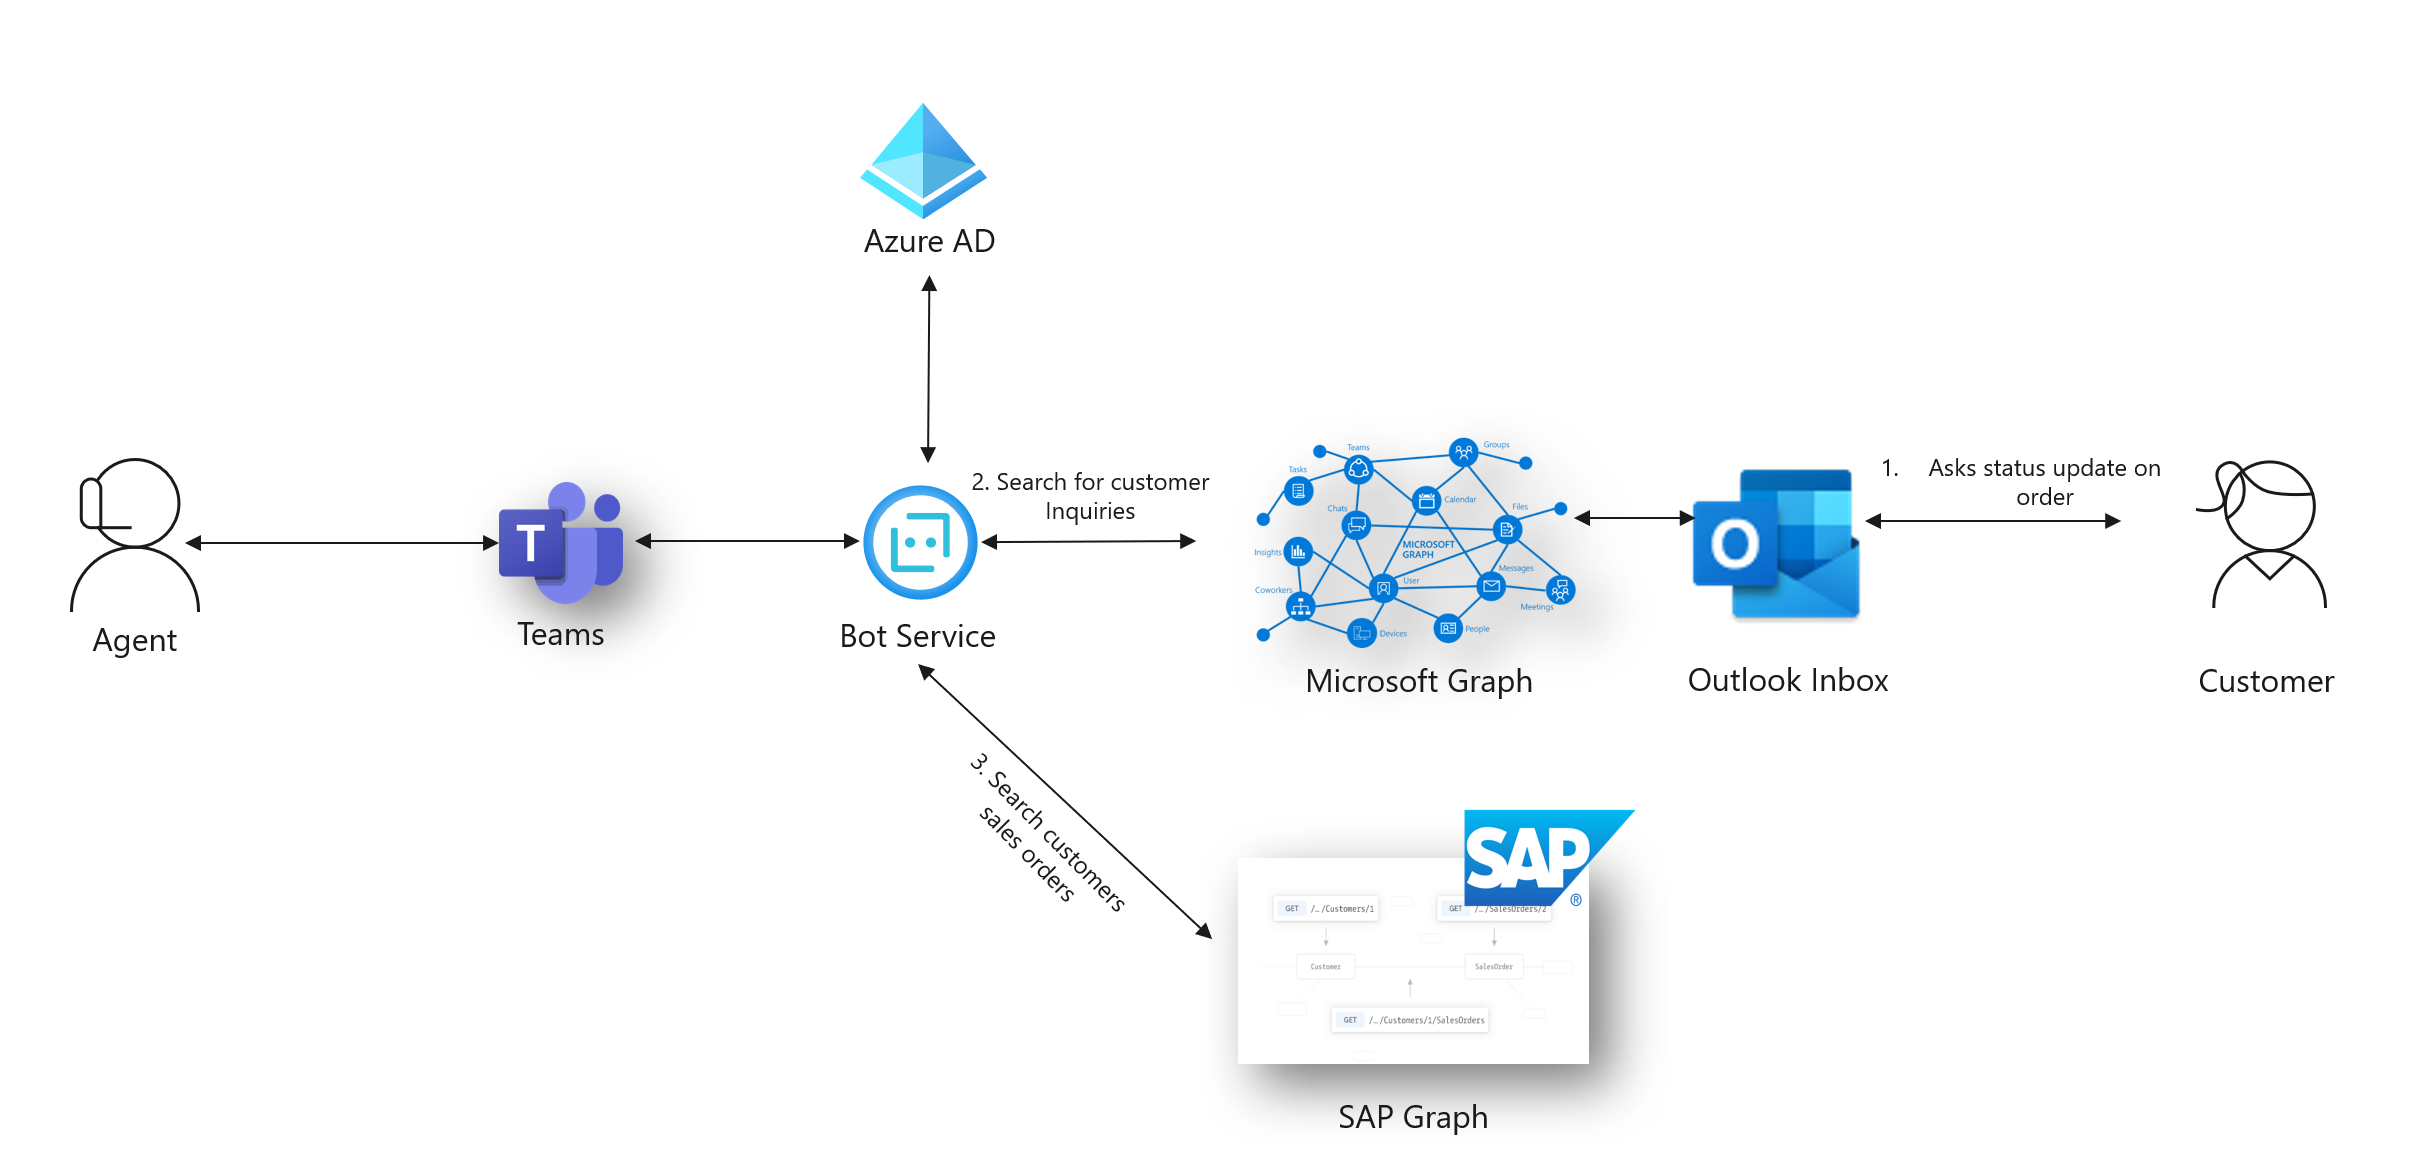 Azure AD
Agent
T
Teams
Bot Service
2. Search for customer
Inquiries
Teams
Groups
Tasks
Calendar
Chats
Files
MICROSOFT
GRAPH
Insights
User
Messages
Coworkers
Meetings
Devices
People
Microsoft Graph
O
Outlook Inbox
1. Asks status update on
order
Customer
3. Search customers
sales orders
SAP
®
GET /../Customers/1
GET /../SalesOrders/2
Customer
SalesOrder
GET /../Customers/1/SalesOrders
SAP Graph